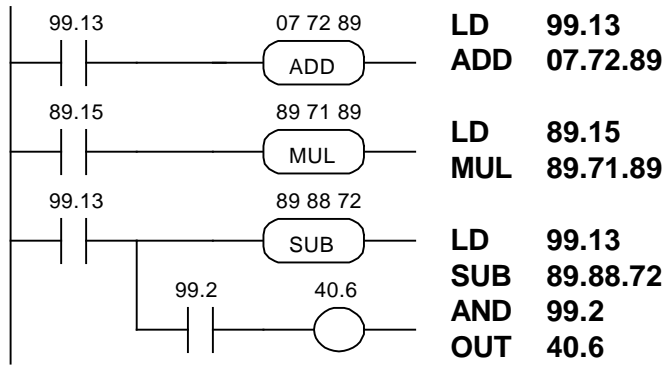 99.13 07 72 89
ADD
89.15 89 71 89
MUL
99.13 89 88 72
SUB
99.2 40.6
LD 99.13
ADD 07.72.89
LD 89.15
MUL 89.71.89
LD 99.13
SUB 89.88.72
AND 99.2
OUT 40.6